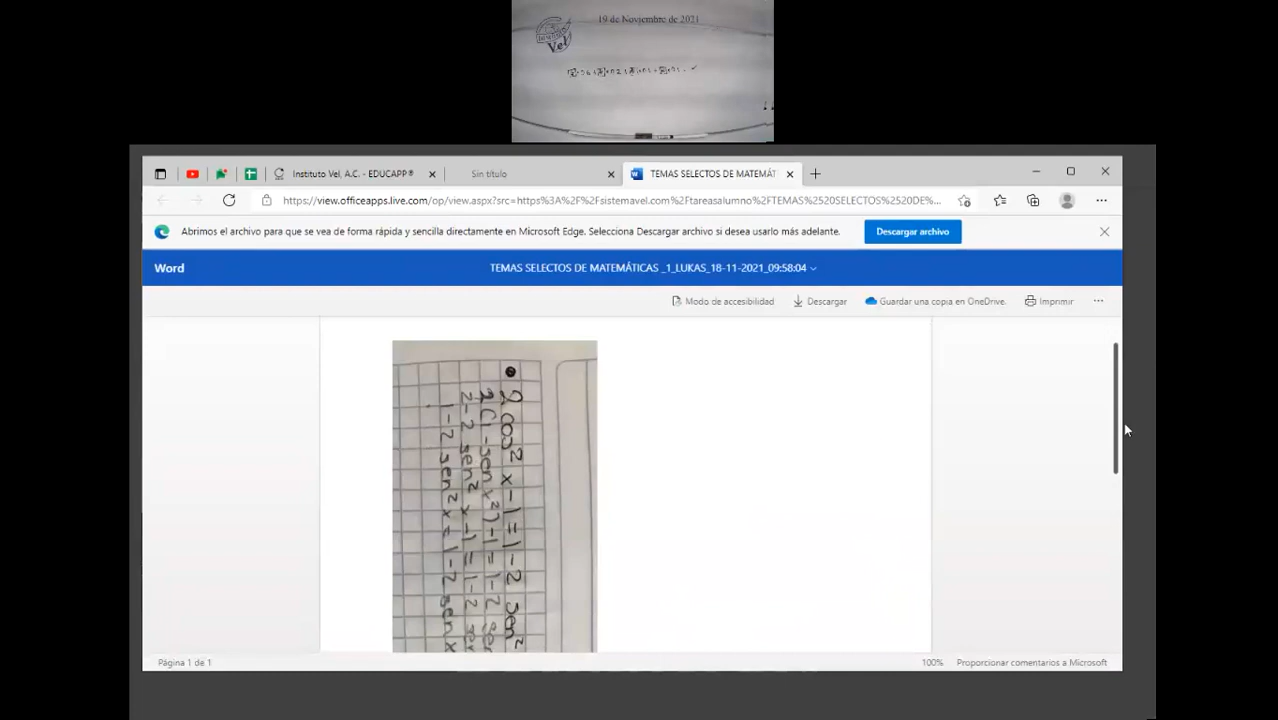 19 de Noviembre de 2021
Vel
Instituto Vel, A.C. - EDUCAPP®
Sin título
TEMAS SELECTOS DE MATEMÁT
https://view.officeapps.live.com/op/view.aspx?src=https%3A%2F%2Fsistemavel.com%2Ftareasalumno%2FTEMAS%2520SELECTOS%2520DE%...
Abrimos el archivo para que se vea de forma rápida y sencilla directamente en Microsoft Edge. Selecciona Descargar archivo si desea usarlo más adelante.
Descargar archivo
Word
TEMAS SELECTOS DE MATEMÁTICAS _1_LUKAS_18-11-2021_09:58:04
Modo de accesibilidad
Descargar
Guardar una copia en OneDrive.
Imprimir
2 cos² x - 1 = 1 - 2 sen²
2(1 - sen x²) - 1 = 1 - 2 sen
2 - 2 sen² x - 1 = 1 - 2 sen
1 - 2 sen² x = 1 - 2 sen x
Página 1 de 1
100%
Proporcionar comentarios a Microsoft